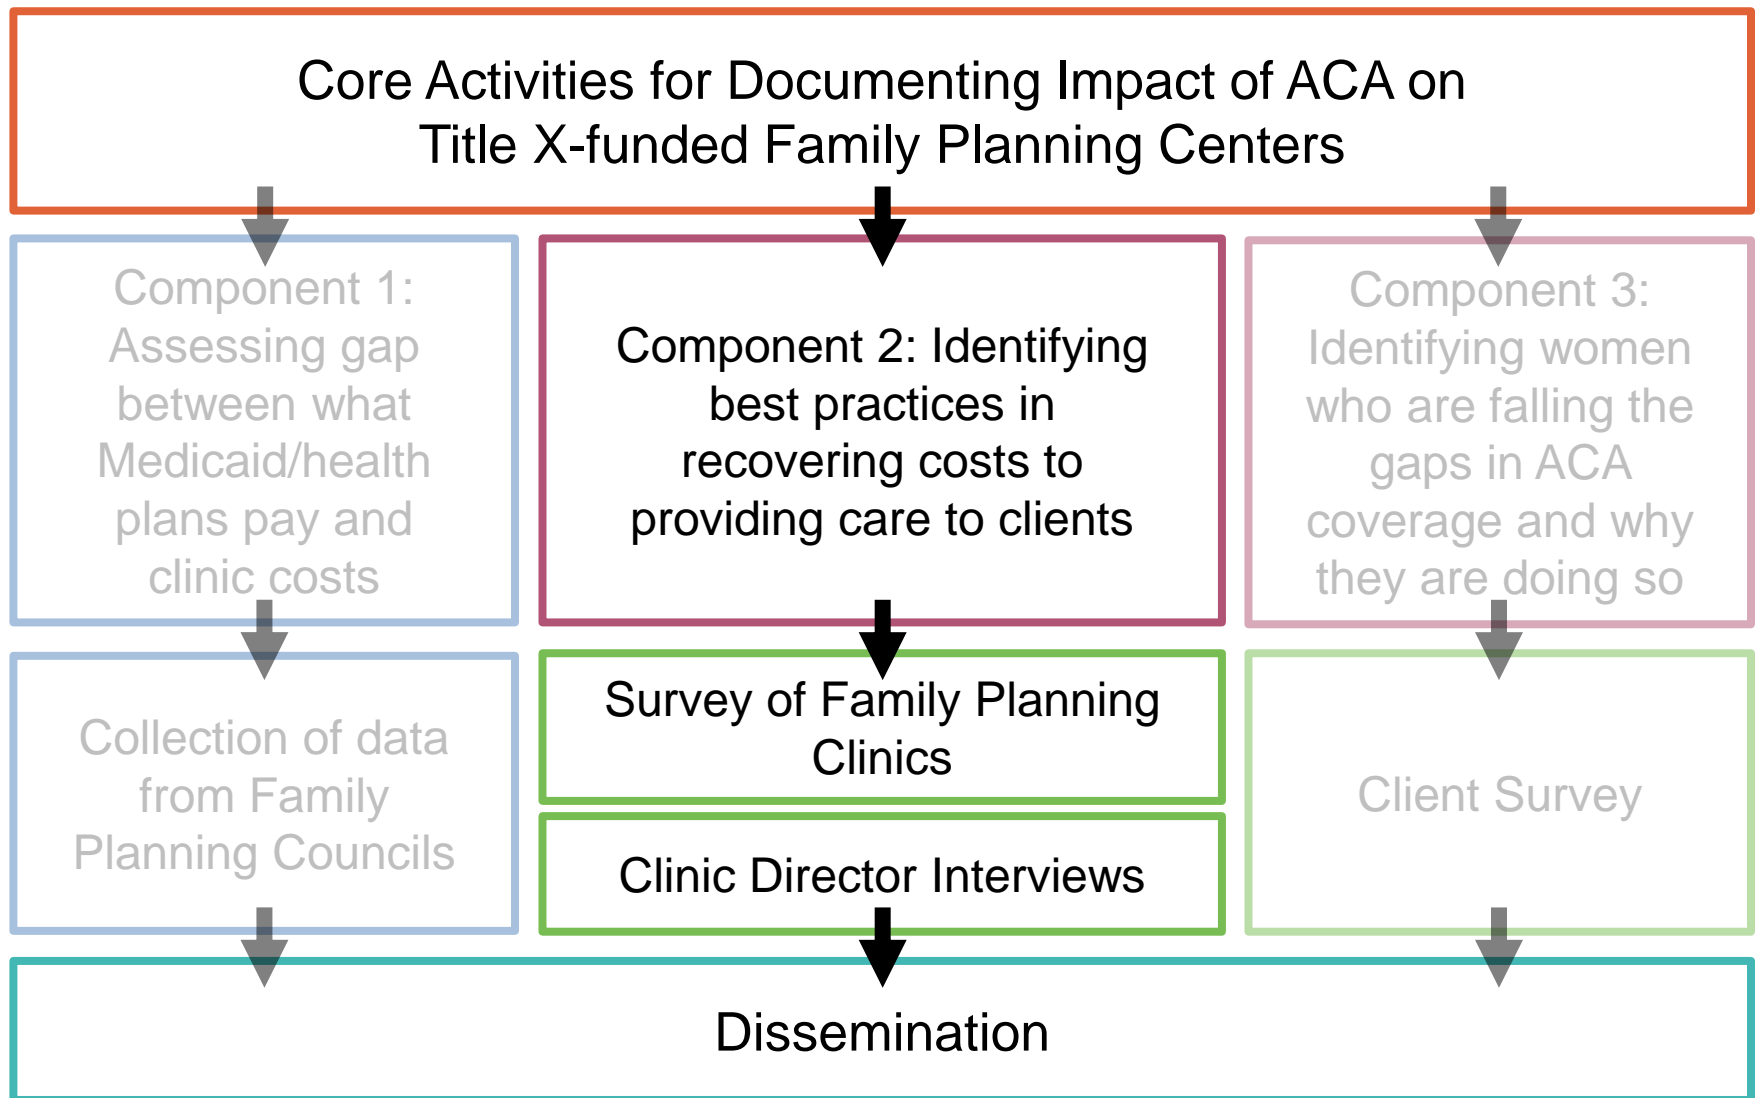 Core Activities for Documenting Impact of ACA on
Title X-funded Family Planning Centers
Component 1:
Assessing gap
between what
Medicaid/health
plans pay and
clinic costs
Component 2: Identifying
best practices in
recovering costs to
providing care to clients
Component 3:
Identifying women
who are falling the
gaps in ACA
coverage and why
they are doing so
Collection of data
from Family
Planning Councils
Survey of Family Planning
Clinics
Clinic Director Interviews
Client Survey
Dissemination